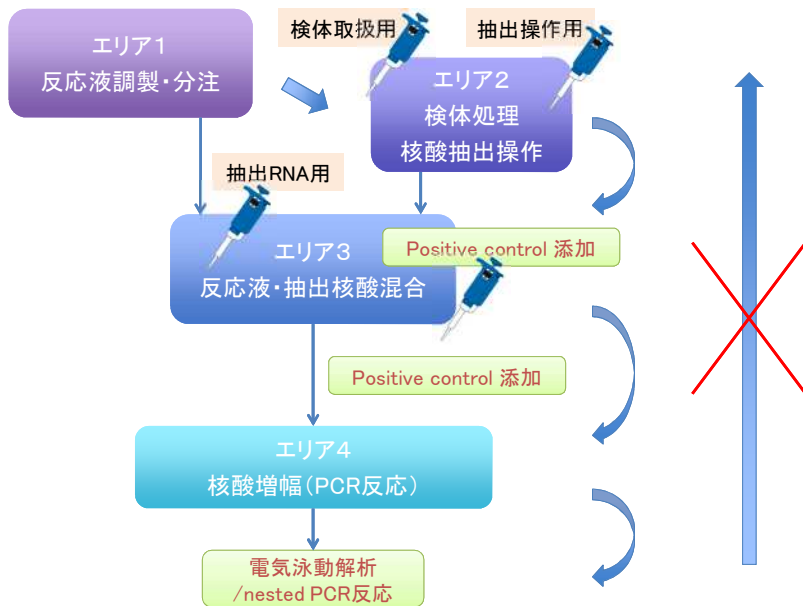 エリア1
反応液調製・分注
検体取扱用
抽出操作用
エリア2
検体処理
核酸抽出操作
抽出RNA用
エリア3
反応液・抽出核酸混合
Positive control 添加
Positive control 添加
エリア4
核酸増幅(PCR反応)
電気泳動解析
/nested PCR反応